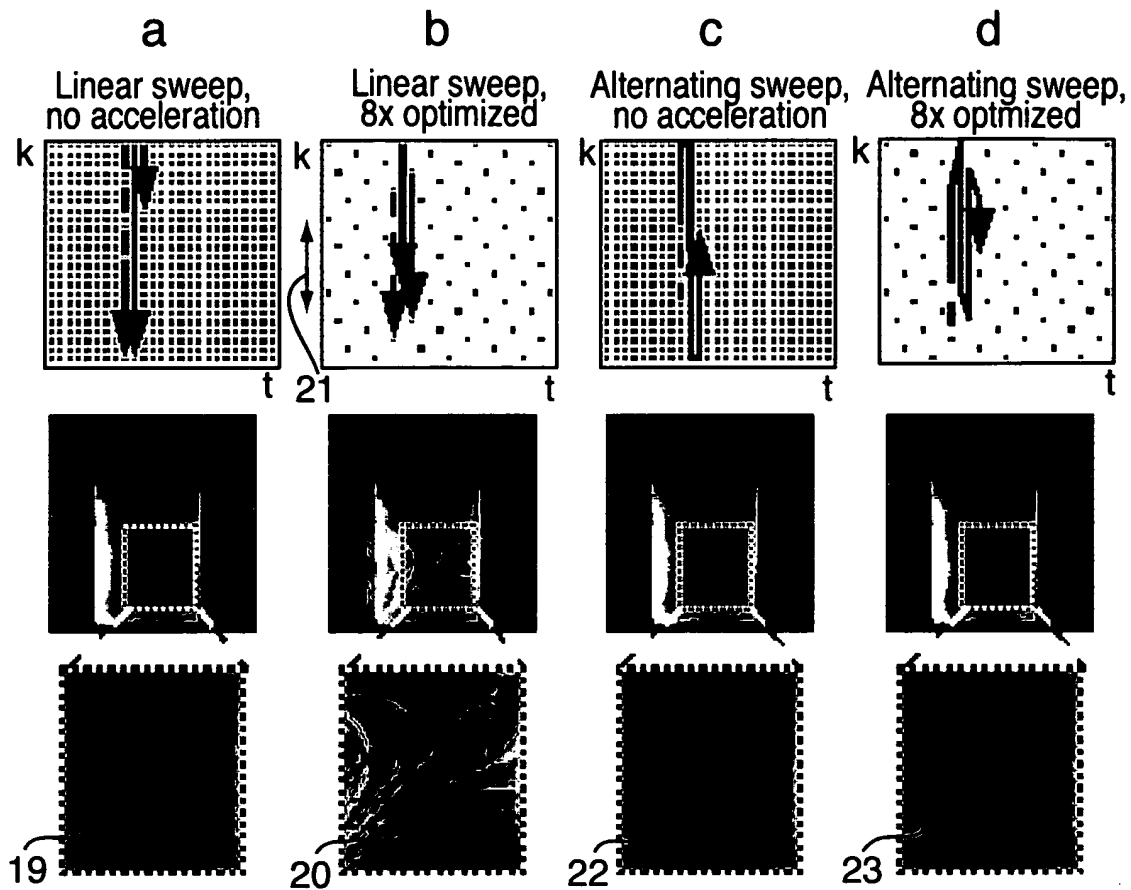 a
b
c
d
Linear sweep,
no acceleration
Linear sweep,
8x optimized
Alternating sweep,
no acceleration
Alternating sweep,
8x optmized
k
k
k
k
21
t
t
t
t
19
20
22
23